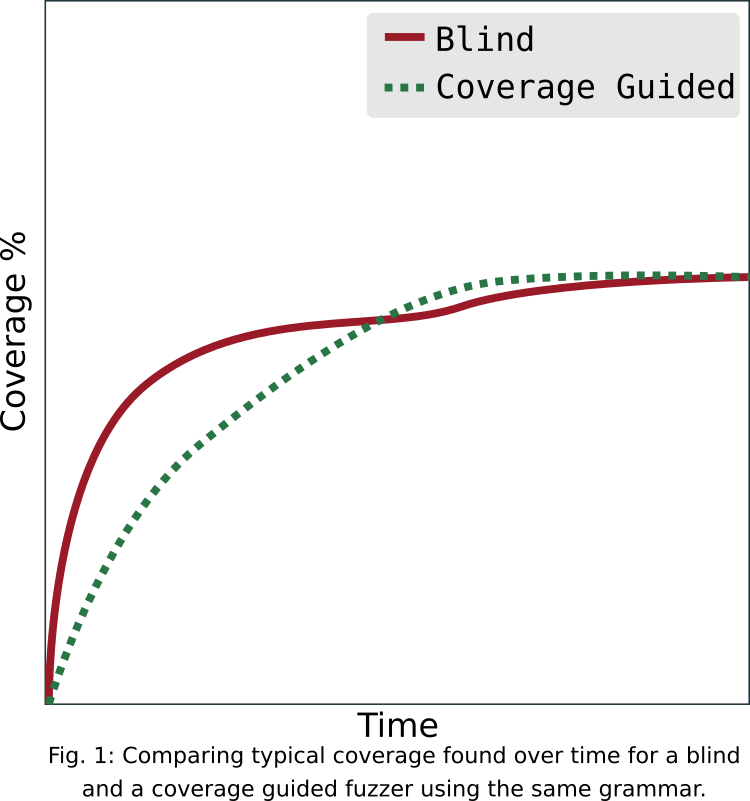 Blind
Coverage Guided
Coverage %
Time
Fig. 1: Comparing typical coverage found over time for a blind
and a coverage guided fuzzer using the same grammar.